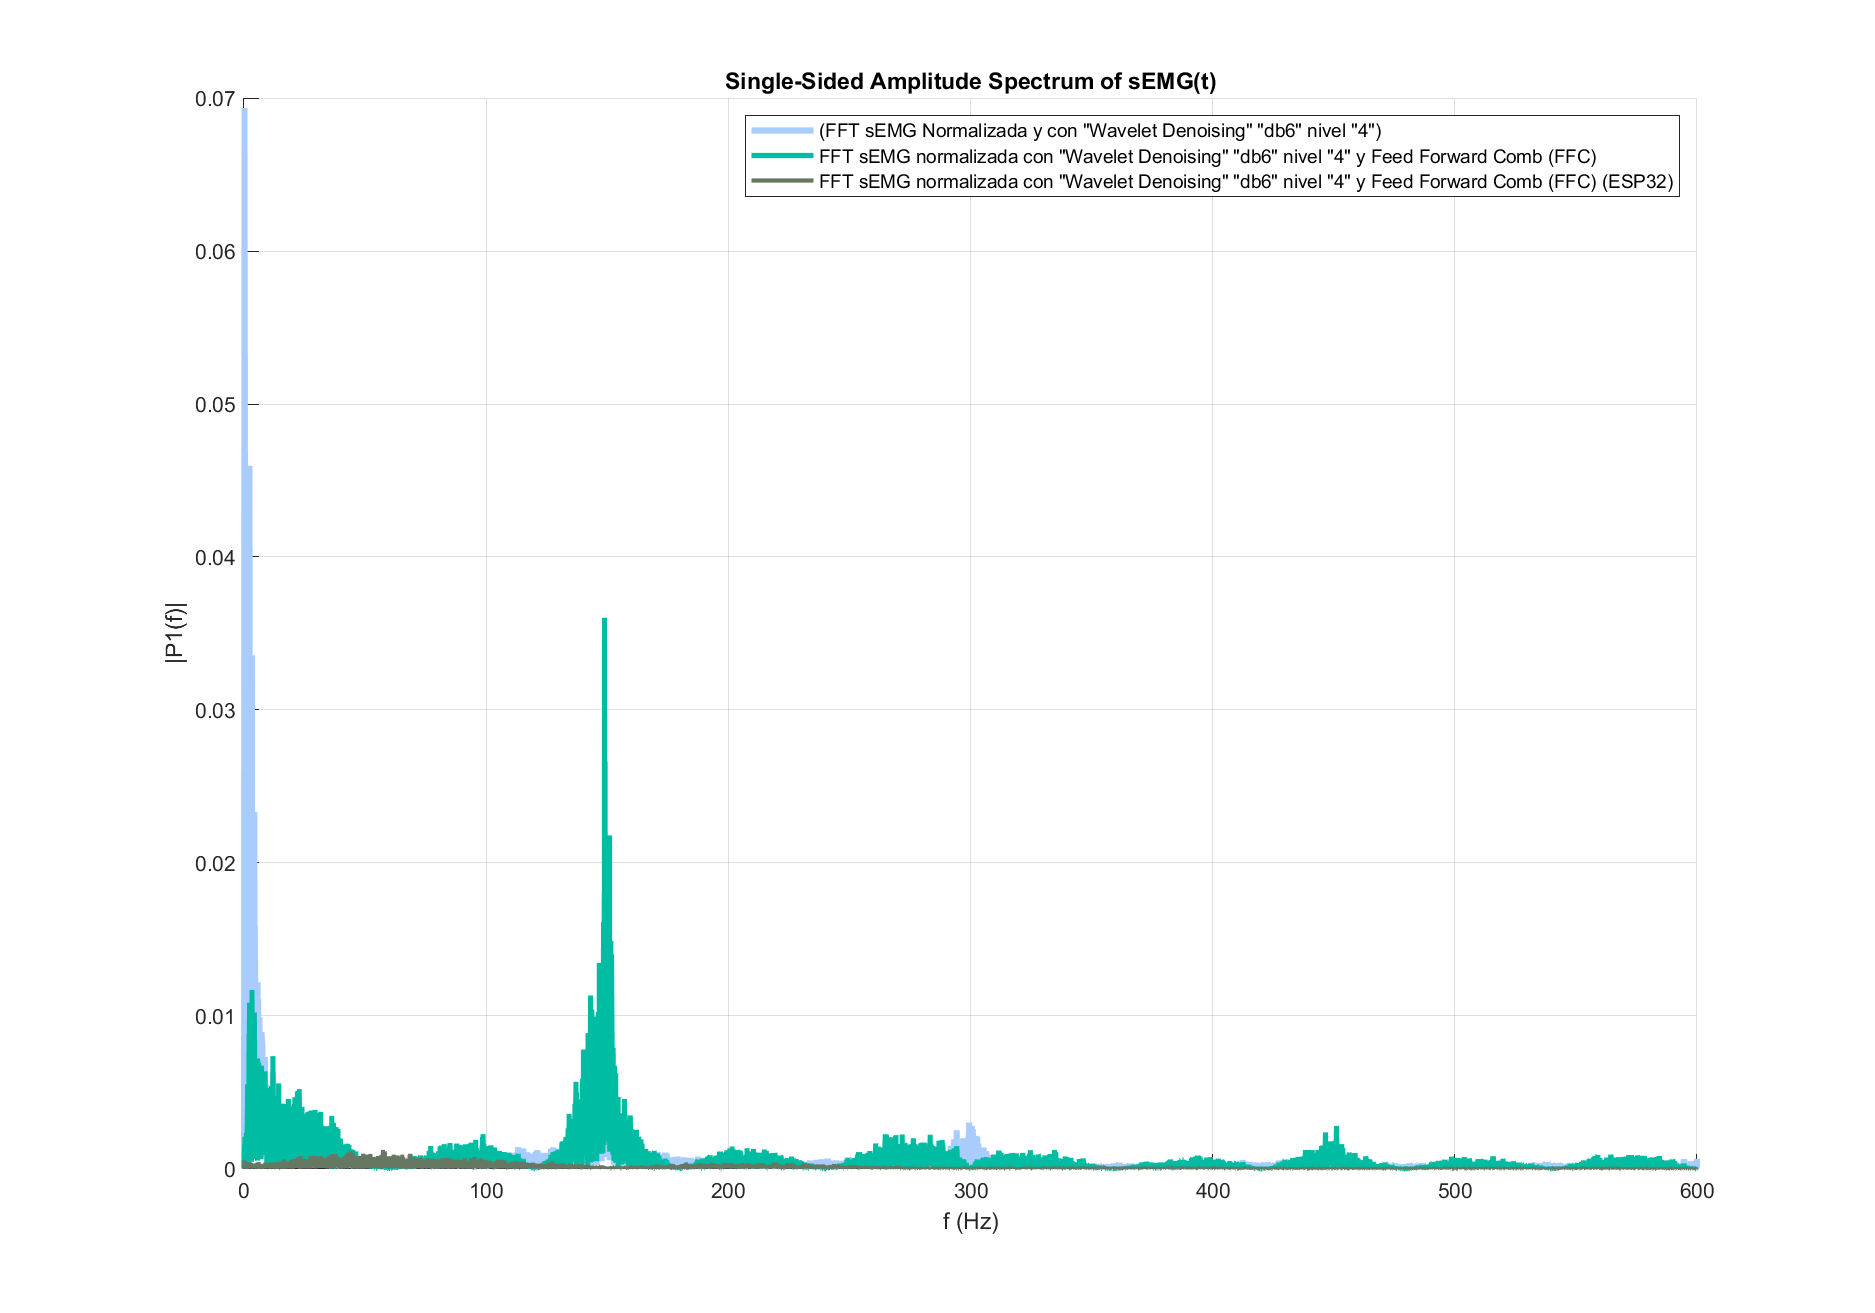 Single-Sided Amplitude Spectrum of sEMG(t)
(FFT sEMG Normalizada y con "Wavelet Denoising" "db6" nivel "4")
FFT sEMG normalizada con "Wavelet Denoising" "db6" nivel "4" y Feed Forward Comb (FFC)
FFT sEMG normalizada con "Wavelet Denoising" "db6" nivel "4" y Feed Forward Comb (FFC) (ESP32)
0.07
0.06
0.05
0.04
0.03
0.02
0.01
0
|P1(f)|
0 100 200 300 400 500 600
f (Hz)